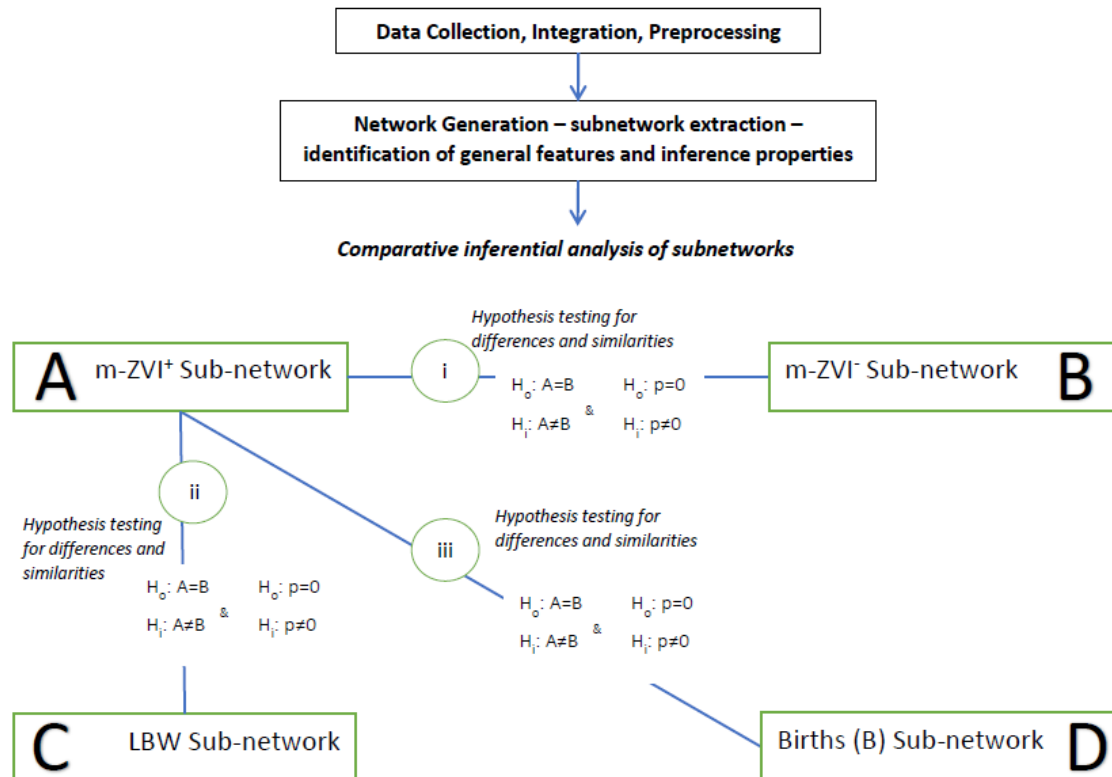 Data Collection, Integration, Preprocessing
Network Generation – subnetwork extraction –
identification of general features and inference properties
Comparative inferential analysis of subnetworks
Hypothesis testing for
differences and similarities
A m-ZVI⁺ Sub-network
i
m-ZVI⁻ Sub-network B
Hₒ: A=B & Hₒ: p=0
Hᵢ: A≠B Hᵢ: p≠0
ii
Hypothesis testing
for differences and
similarities
Hₒ: A=B & Hₒ: p=0
Hᵢ: A≠B Hᵢ: p≠0
iii
Hypothesis testing for
differences and similarities
Hₒ: A=B & Hₒ: p=0
Hᵢ: A≠B Hᵢ: p≠0
C LBW Sub-network
Births (B) Sub-network D